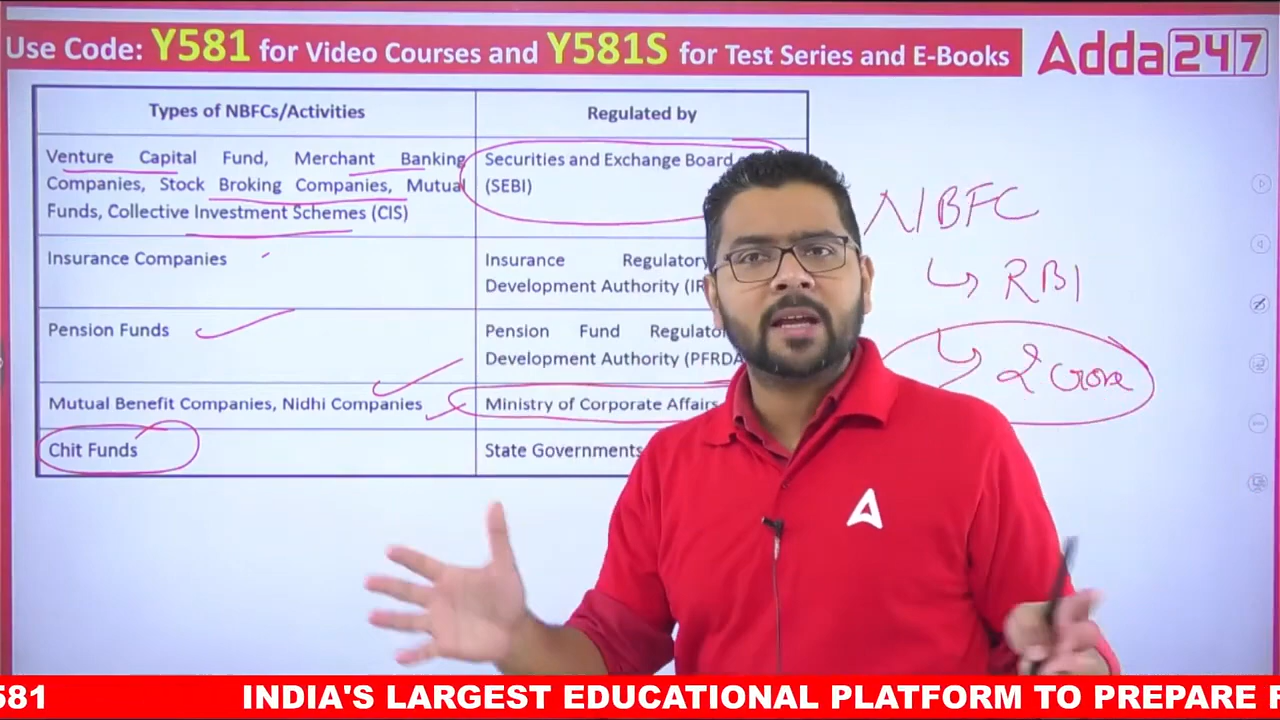 Use Code: Y581 for Video Courses and Y581S for Test Series and E-Books
Adda247
Types of NBFCs/Activities
Regulated by
Venture Capital Fund, Merchant Banking
Companies, Stock Broking Companies, Mutual
Funds, Collective Investment Schemes (CIS)
Securities and Exchange Board
(SEBI)
Insurance Companies
Insurance Regulatory
Development Authority (IR
Pension Funds
Pension Fund Regulato
Development Authority (PFRDA
Mutual Benefit Companies, Nidhi Companies
Ministry of Corporate Affairs
Chit Funds
State Governments
NBFC
RBI
2 Crore
A
581
INDIA'S LARGEST EDUCATIONAL PLATFORM TO PREPARE F